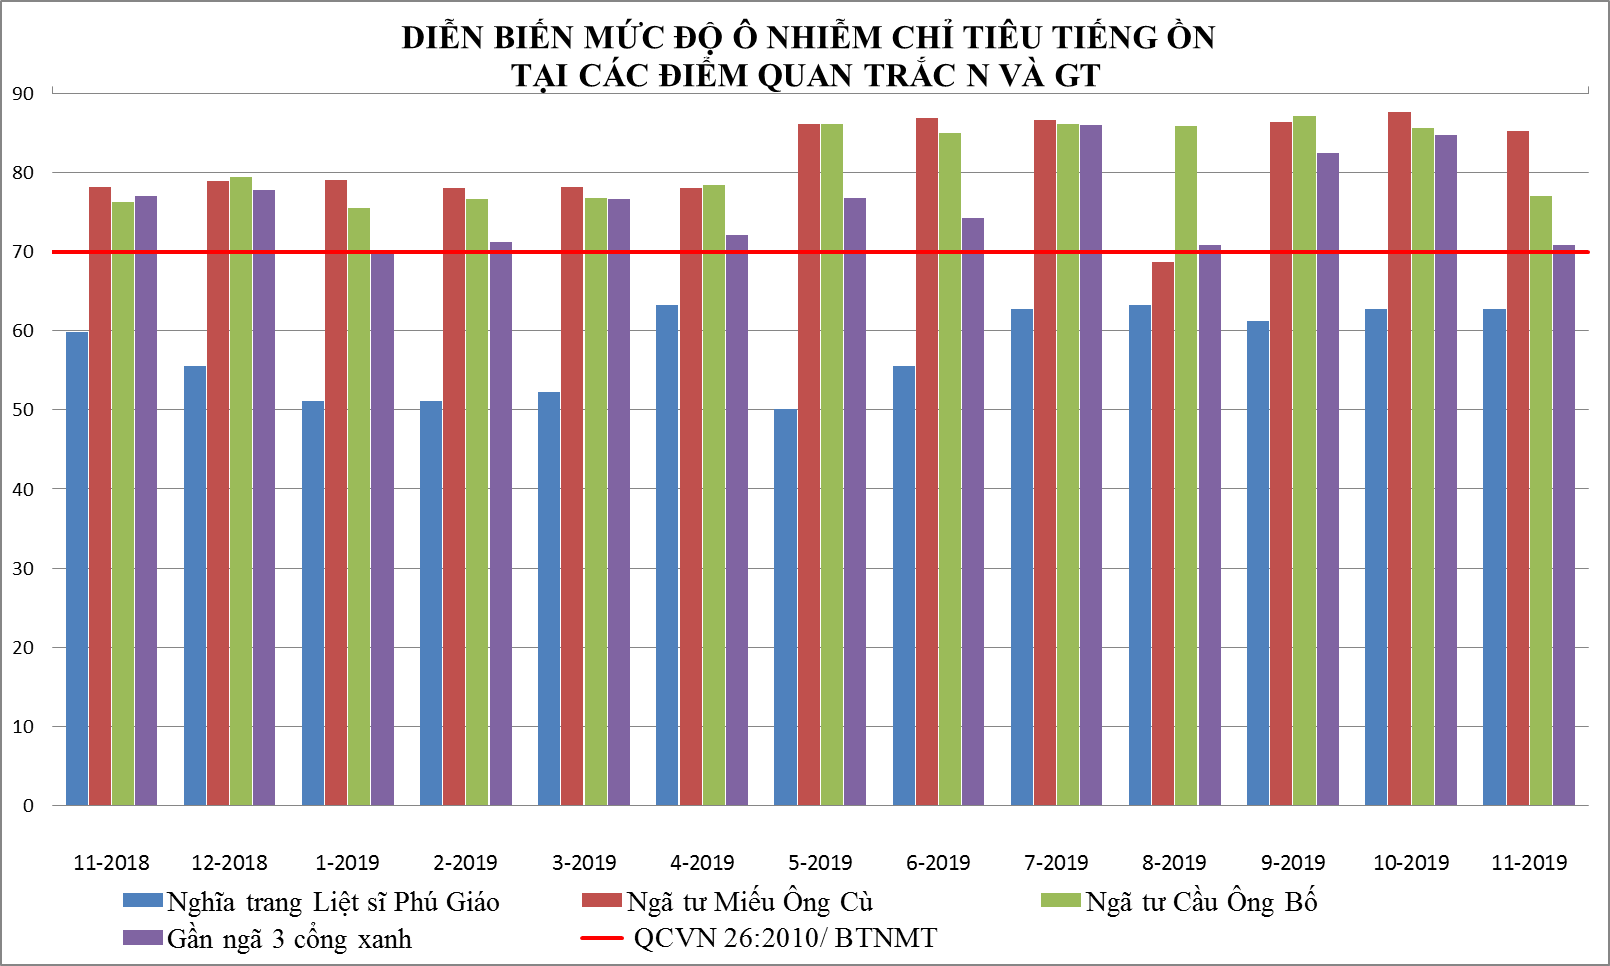 DIỄN BIẾN MỨC ĐỘ Ô NHIỄM CHỈ TIÊU TIẾNG ỒN
TẠI CÁC ĐIỂM QUAN TRẮC N VÀ GT
90
80
70
60
50
40
30
20
10
0
11-2018 12-2018 1-2019 2-2019 3-2019 4-2019 5-2019 6-2019 7-2019 8-2019 9-2019 10-2019 11-2019
Nghĩa trang Liệt sĩ Phú Giáo Ngã tư Miếu Ông Cù Ngã tư Cầu Ông Bố
Gần ngã 3 cổng xanh QCVN 26:2010/ BTNMT